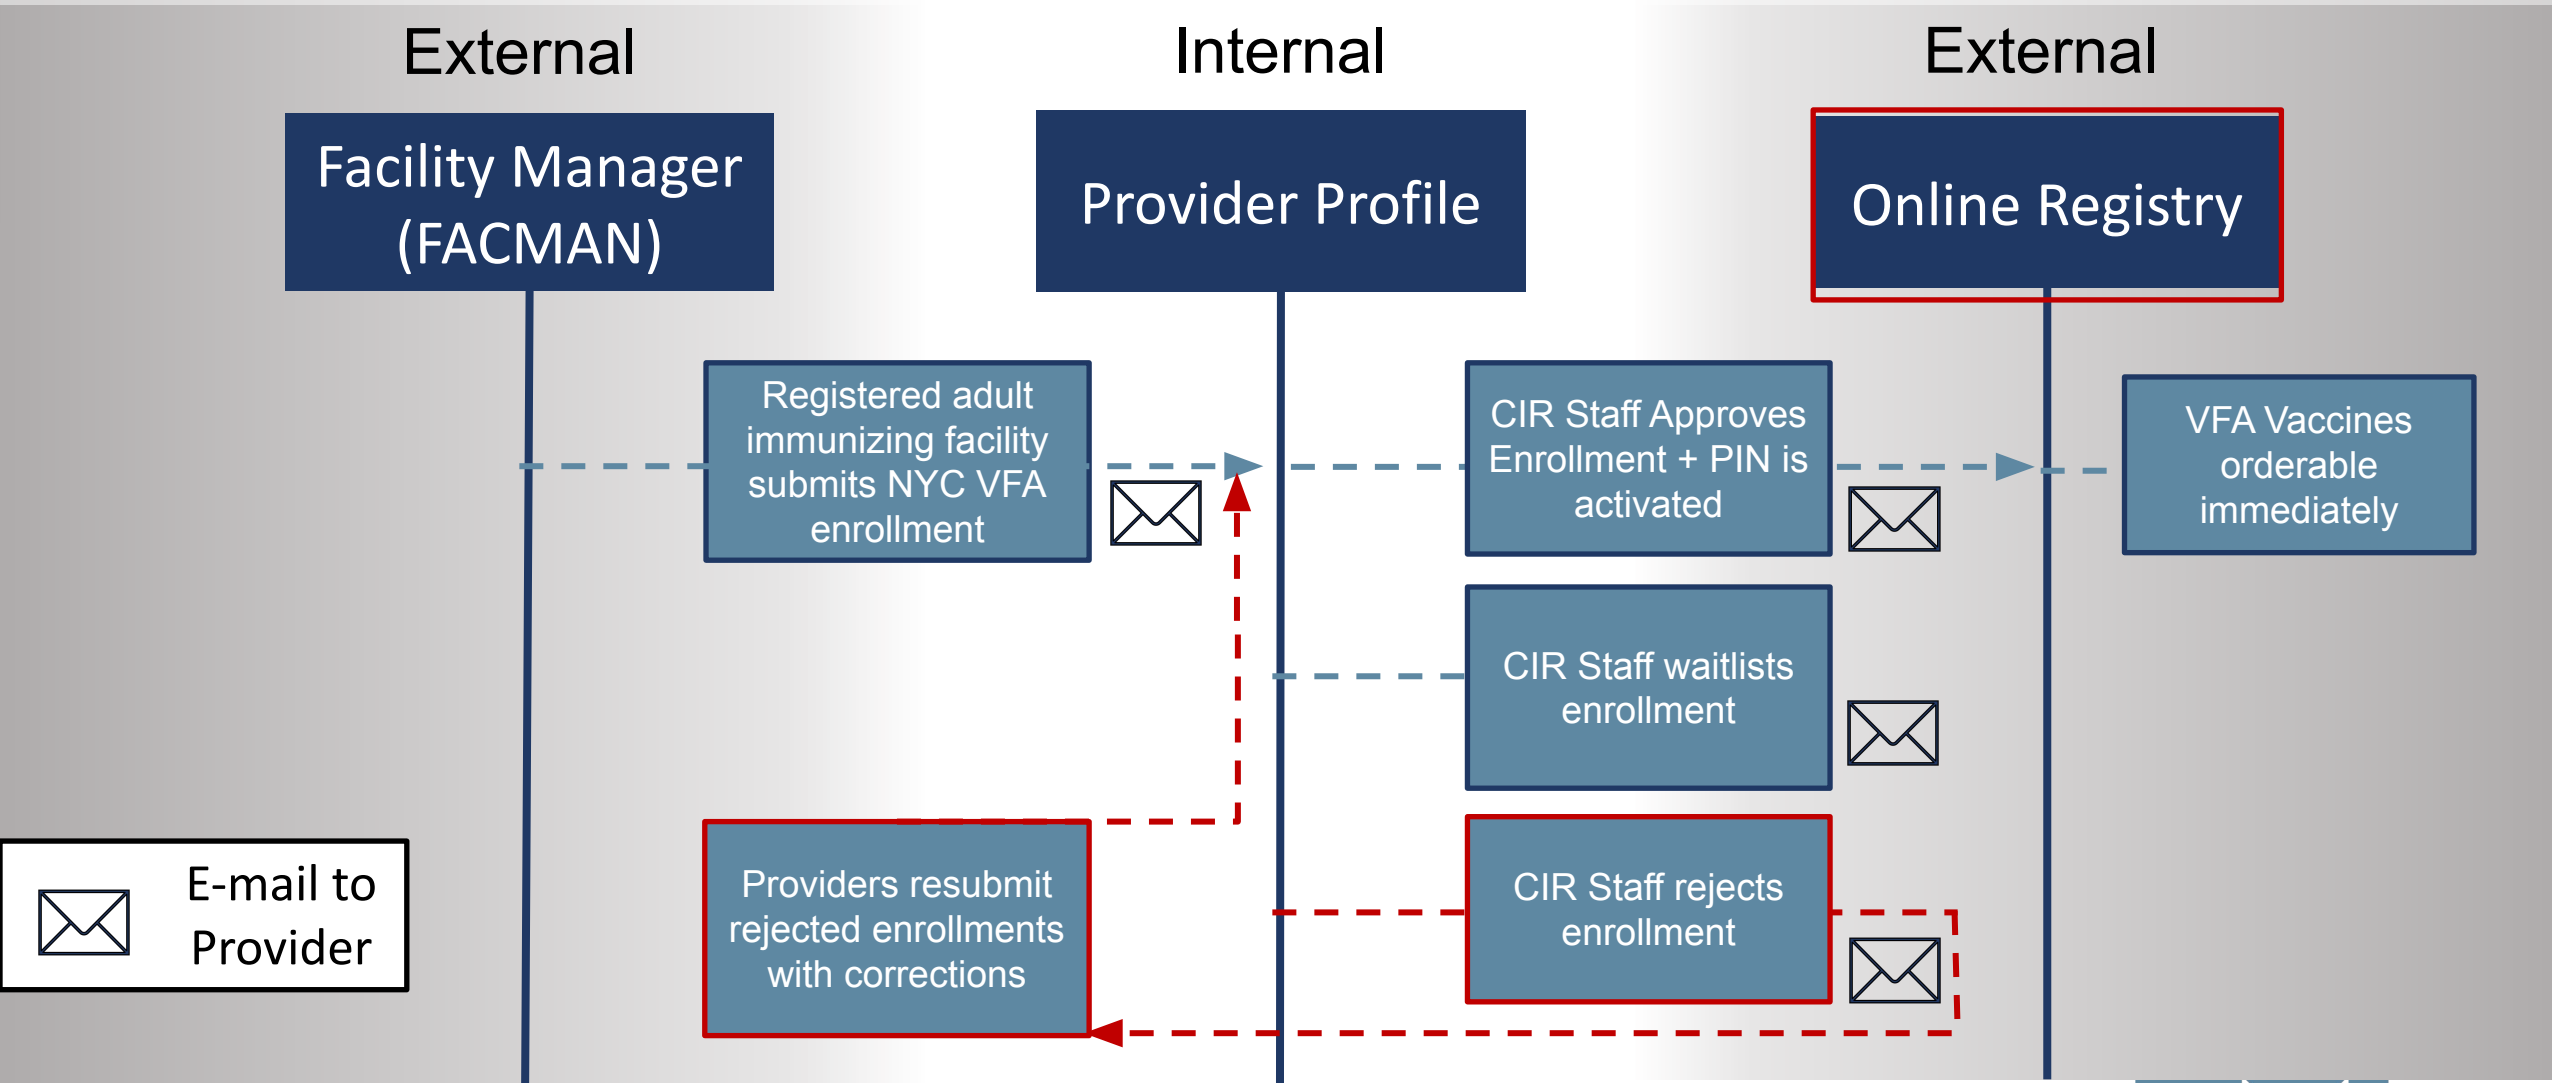 External
Internal
External
Facility Manager
(FACMAN)
Provider Profile
Online Registry
Registered adult
immunizing facility
submits NYC VFA
enrollment
CIR Staff Approves
Enrollment + PIN is
activated
VFA Vaccines
orderable
immediately
CIR Staff waitlists
enrollment
E-mail to
Provider
Providers resubmit
rejected enrollments
with corrections
CIR Staff rejects
enrollment